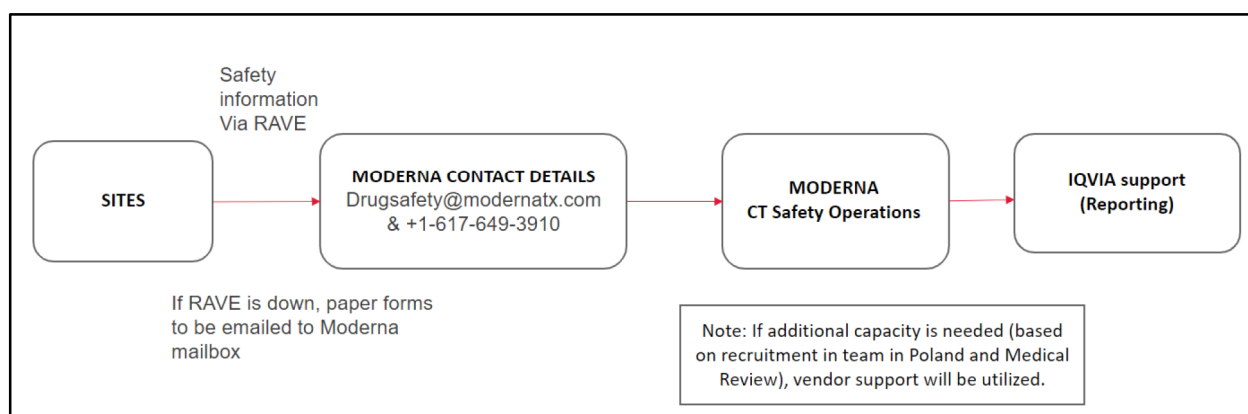 Safety
information
Via RAVE
SITES
MODERNA CONTACT DETAILS
Drugsafety@modernatx.com
& +1-617-649-3910
MODERNA
CT Safety Operations
IQVIA support
(Reporting)
If RAVE is down, paper forms
to be emailed to Moderna
mailbox
Note: If additional capacity is needed (based
on recruitment in team in Poland and Medical
Review), vendor support will be utilized.